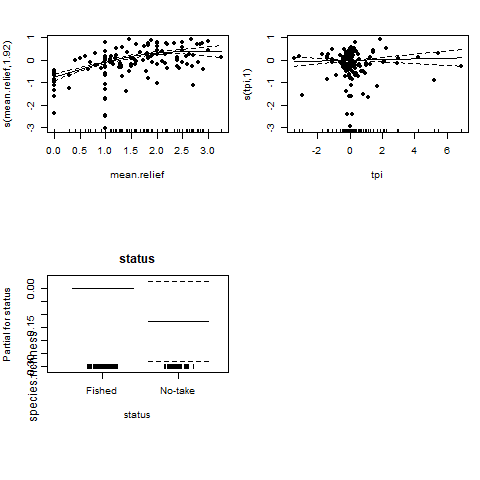 s(mean.relief,1.92)
1
0
-1
-2
-3
0.0 0.5 1.0 1.5 2.0 2.5 3.0
mean.relief
s(tpi,1)
1
0
-1
-2
-3
-2 0 2 4 6
tpi
status
Partial for status
species.richness
0.00
0.15
Fished No-take
status